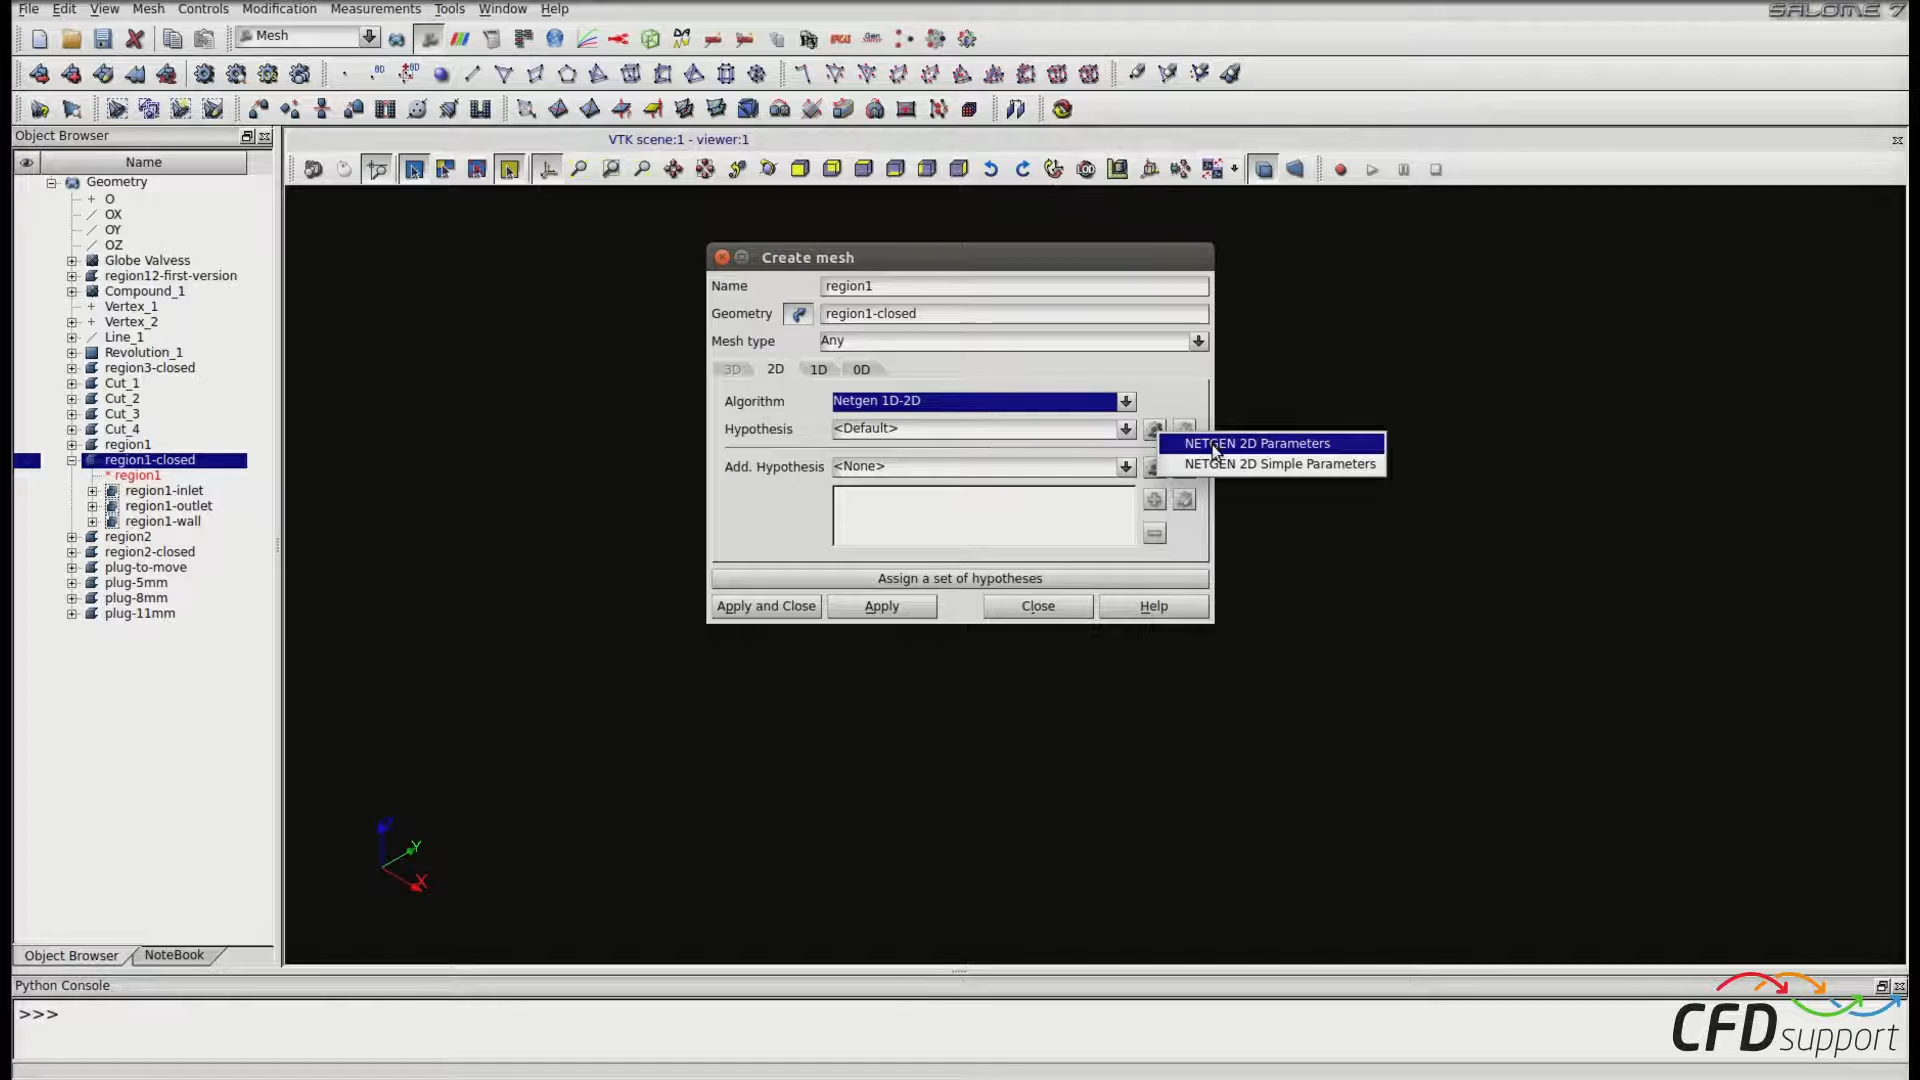 File Edit View Mesh Controls Modification Measurements Tools Window Help
SALOME 7
Mesh
Object Browser
VTK scene:1 - viewer:1
Name
Geometry
O
OX
OY
OZ
Globe Valvess
region12-first-version
Compound_1
Vertex_1
Vertex_2
Line_1
Revolution_1
region3-closed
Cut_1
Cut_2
Cut_3
Cut_4
region1
region1-closed
* region1
region1-inlet
region1-outlet
region1-wall
region2
region2-closed
plug-to-move
plug-5mm
plug-8mm
plug-11mm
Create mesh
Name region1
Geometry region1-closed
Mesh type Any
3D 2D 1D 0D
Algorithm Netgen 1D-2D
Hypothesis <Default>
NETGEN 2D Parameters
NETGEN 2D Simple Parameters
Add. Hypothesis <None>
Assign a set of hypotheses
Apply and Close Apply Close Help
Z
Y
X
Object Browser NoteBook
Python Console
>>>
CFD support